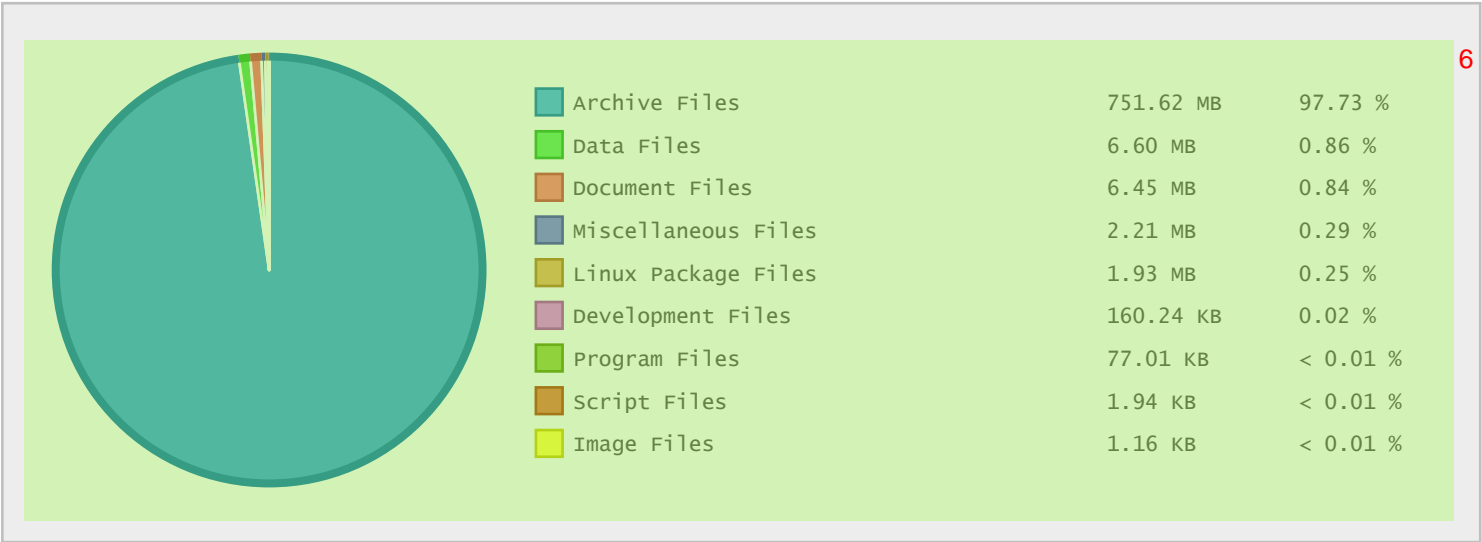 6
Archive Files 751.62 MB 97.73 %
Data Files 6.60 MB 0.86 %
Document Files 6.45 MB 0.84 %
Miscellaneous Files 2.21 MB 0.29 %
Linux Package Files 1.93 MB 0.25 %
Development Files 160.24 KB 0.02 %
Program Files 77.01 KB < 0.01 %
Script Files 1.94 KB < 0.01 %
Image Files 1.16 KB < 0.01 %